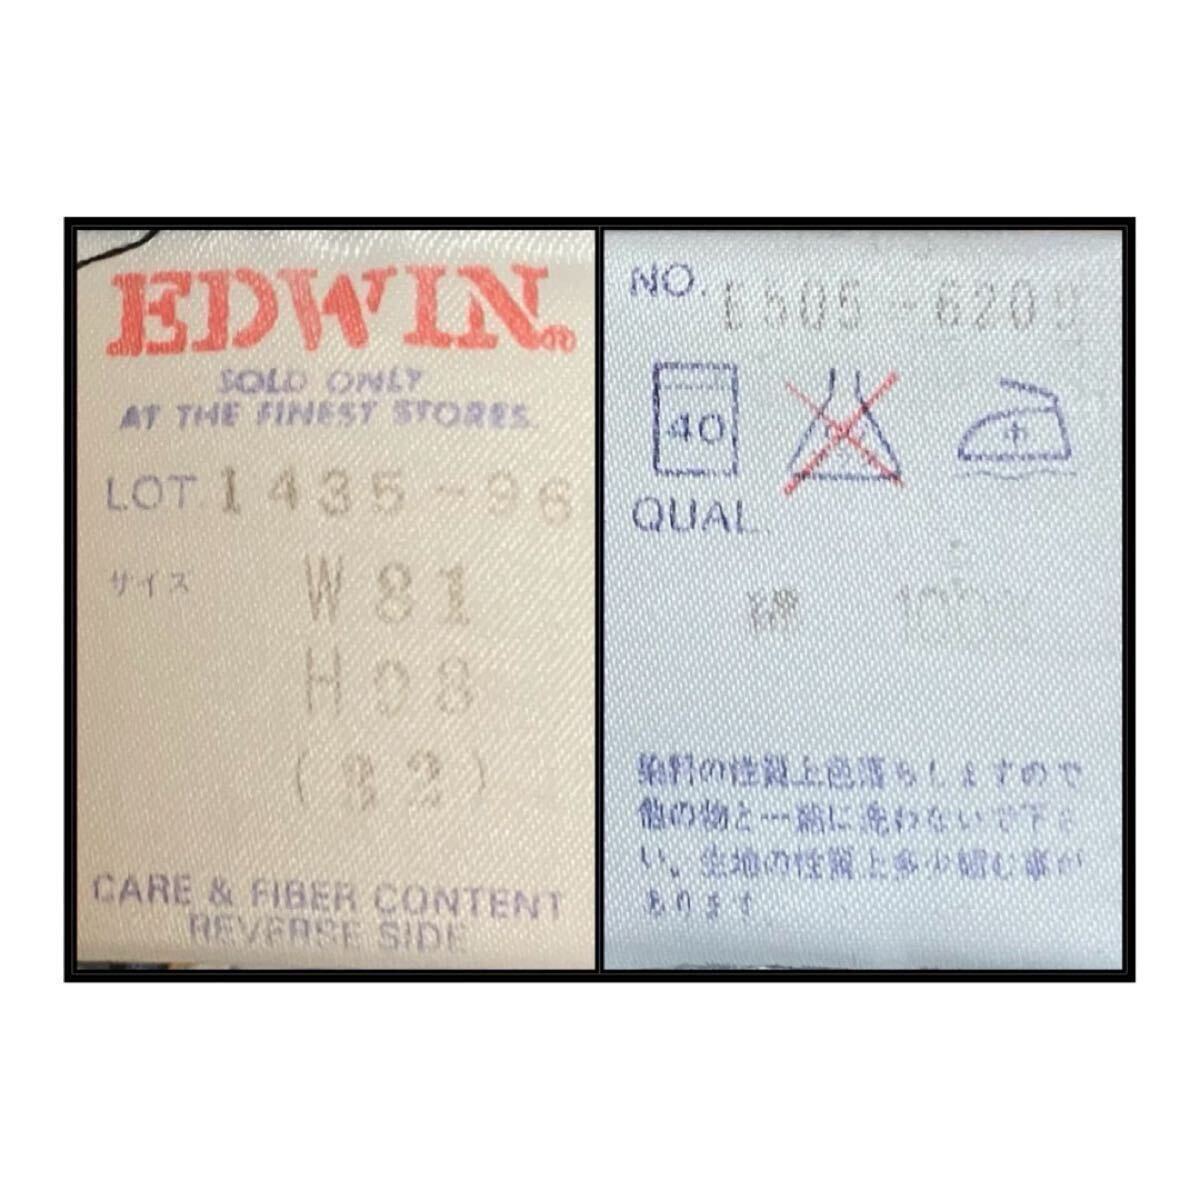 EDWIN®
SOLD ONLY
AT THE FINEST STORES.
LOT. 1435-96
サイズ W81
H98
(32)
CARE & FIBER CONTENT
REVERSE SIDE
NO. E505-6209
40
中
QUAL.
綿 100%
染料の性質上色落ちしますので
他の物と一緒に洗わないで下さ
い。生地の性質上多少縮む事が
あります